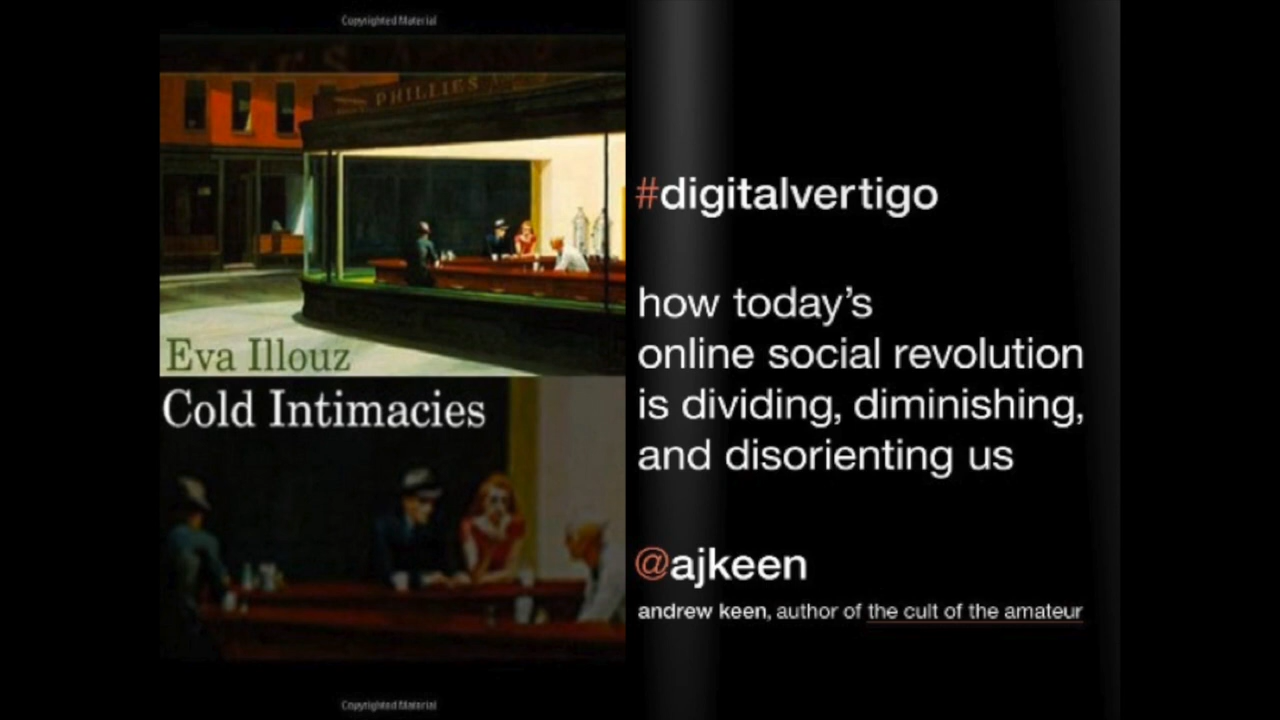 Copyrighted Material
PHILLIES
Eva Illouz
Cold Intimacies
Copyrighted Material
#digitalvertigo
how today’s
online social revolution
is dividing, diminishing,
and disorienting us
@ajkeen
andrew keen, author of the cult of the amateur